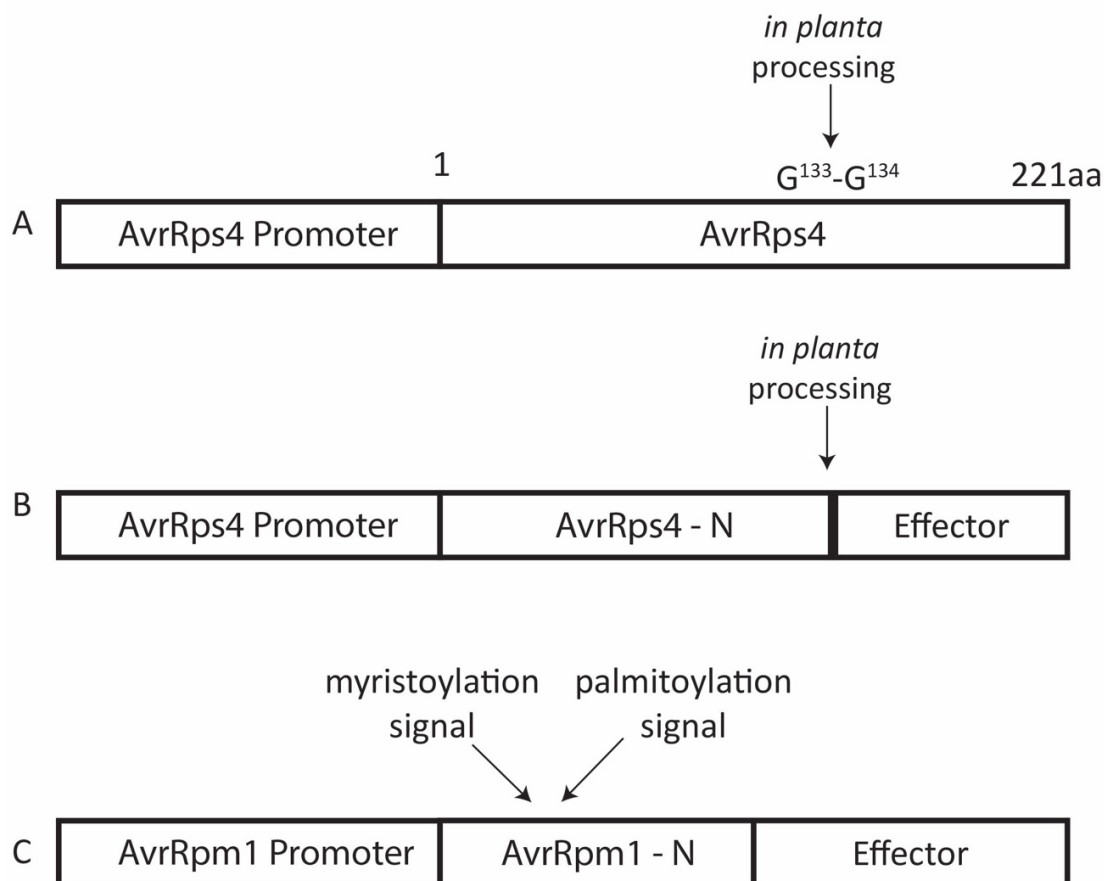 in planta
processing
1
G¹³³-G¹³⁴
221aa
A
AvrRps4 Promoter
AvrRps4
in planta
processing
B
AvrRps4 Promoter
AvrRps4 - N
Effector
myristoylation
signal
palmitoylation
signal
C
AvrRpm1 Promoter
AvrRpm1 - N
Effector